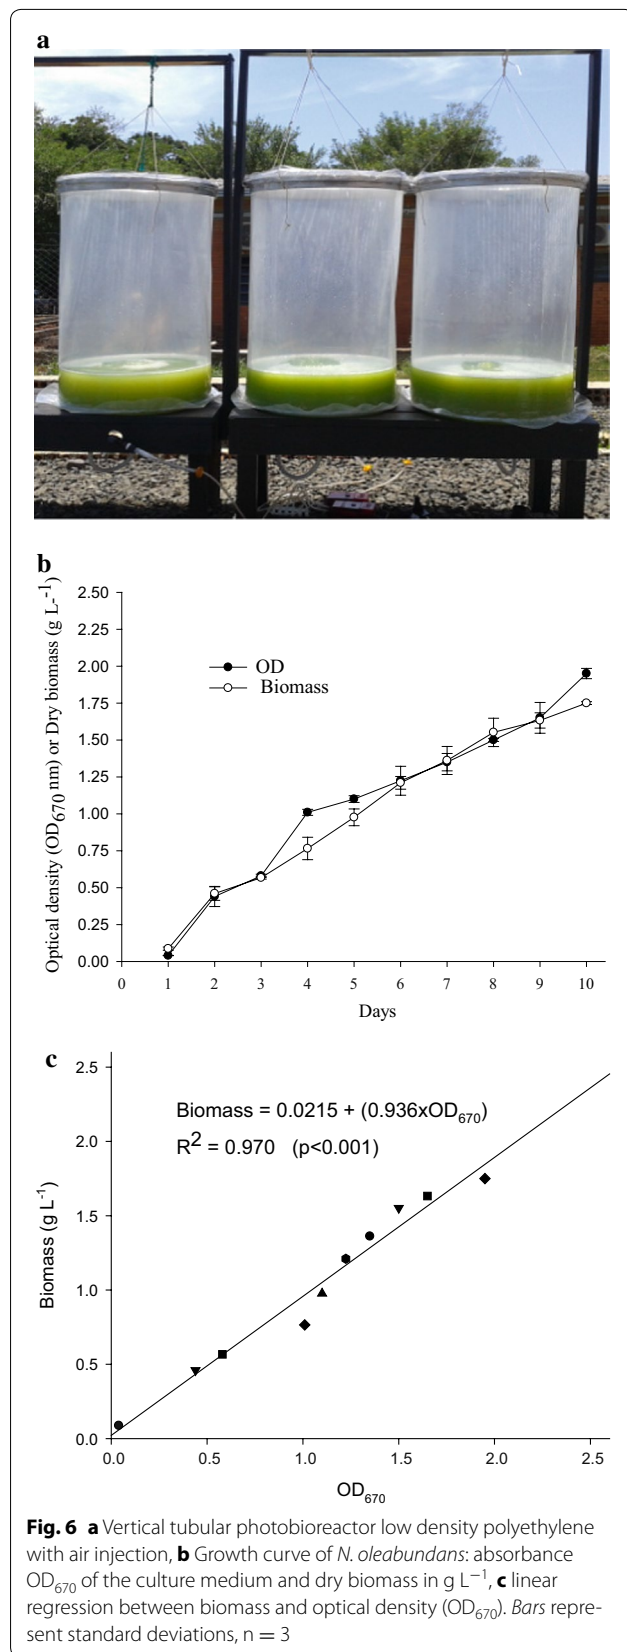 a
b
Optical density (OD670 nm) or Dry biomass (g L--1)
2.50
2.25
2.00
1.75
1.50
1.25
1.00
0.75
0.50
0.25
0.00
OD
Biomass
0 1 2 3 4 5 6 7 8 9 10
Days
c
Biomass (g L-1)
2.5
2.0
1.5
1.0
0.5
0.0
Biomass = 0.0215 + (0.936xOD670)
R2 = 0.970 (p<0.001)
0.0 0.5 1.0 1.5 2.0 2.5
OD670
Fig. 6 a Vertical tubular photobioreactor low density polyethylene
with air injection, b Growth curve of N. oleabundans: absorbance
OD670 of the culture medium and dry biomass in g L−1, c linear
regression between biomass and optical density (OD670). Bars repre-
sent standard deviations, n = 3